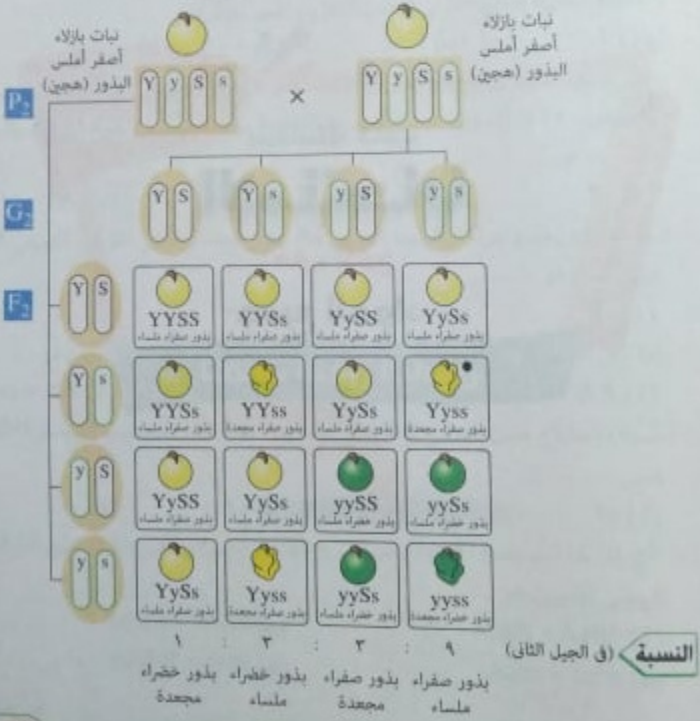 نبات بازلاء
أصفر أملس
البذور (هجين)
نبات بازلاء
أصفر أملس
البذور (هجين)
P₂
Y y S s
×
Y y S s
G₂
Y S
Y s
y S
y s
F₂
Y S
YYSS
بذور صفراء ملساء
YYSs
بذور صفراء ملساء
YySS
بذور صفراء ملساء
YySs
بذور صفراء ملساء
Y s
YYSs
بذور صفراء ملساء
YYss
بذور صفراء مجعدة
YySs
بذور صفراء ملساء
Yyss
بذور صفراء مجعدة
y S
YySS
بذور صفراء ملساء
YySs
بذور صفراء ملساء
yySS
بذور خضراء ملساء
yySs
بذور خضراء ملساء
y s
YySs
بذور صفراء ملساء
Yyss
بذور صفراء مجعدة
yySs
بذور خضراء ملساء
yyss
بذور خضراء مجعدة
النسبة (فى الجيل الثانى) ٩ : ٣ : ٣ : ١
بذور صفراء
ملساء
بذور صفراء
مجعدة
بذور خضراء
ملساء
بذور خضراء
مجعدة